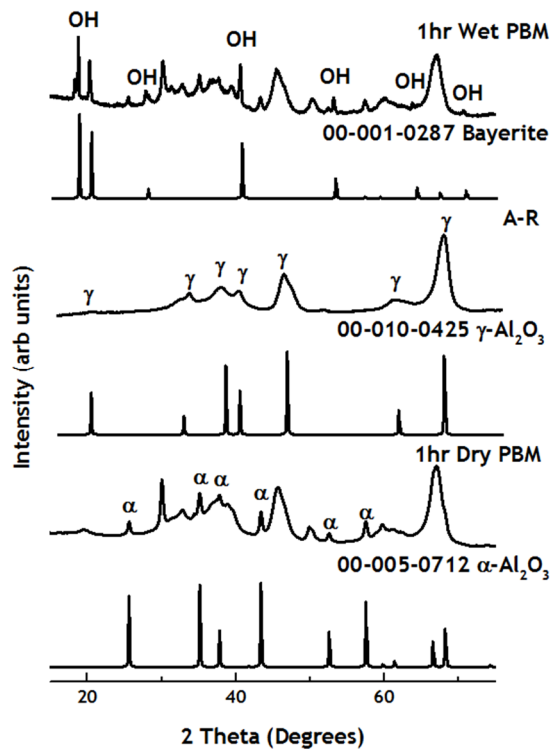 1hr Wet PBM
OH
OH
OH
OH
OH
OH
00-001-0287 Bayerite
A-R
γ
γ
γ
γ
γ
γ
γ
00-010-0425 γ-Al₂O₃
1hr Dry PBM
α
α
α
α
α
α
00-005-0712 α-Al₂O₃
20
40
60
2 Theta (Degrees)
Intensity (arb units)